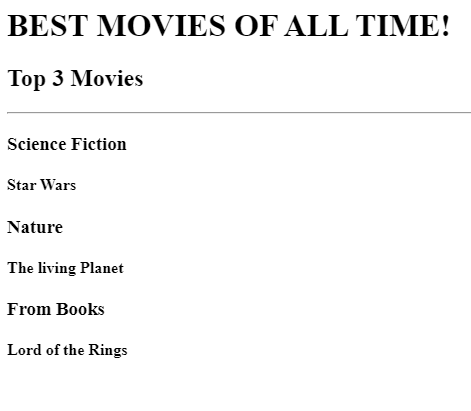 BEST MOVIES OF ALL TIME!
Top 3 Movies
Science Fiction
Star Wars
Nature
The living Planet
From Books
Lord of the Rings